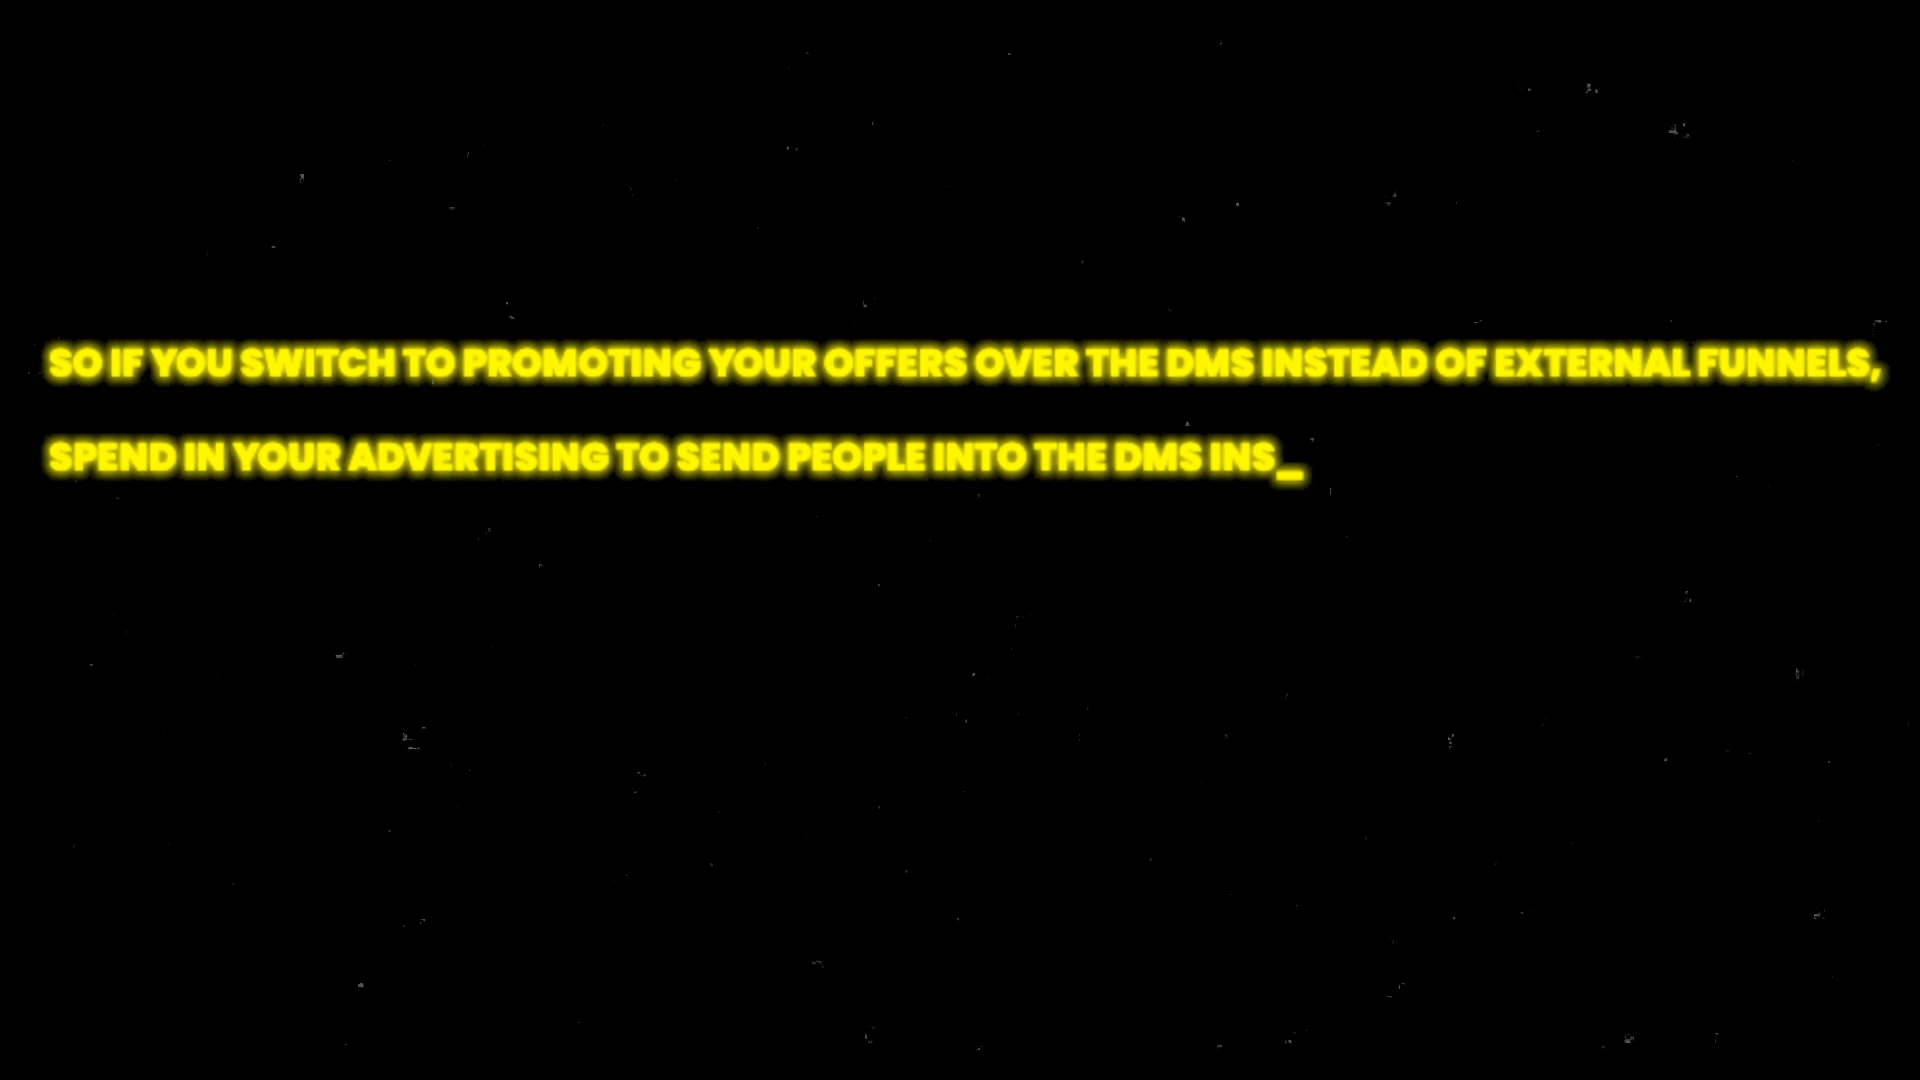 SO IF YOU SWITCH TO PROMOTING YOUR OFFERS OVER THE DMS INSTEAD OF EXTERNAL FUNNELS,
SPEND IN YOUR ADVERTISING TO SEND PEOPLE INTO THE DMS INS_